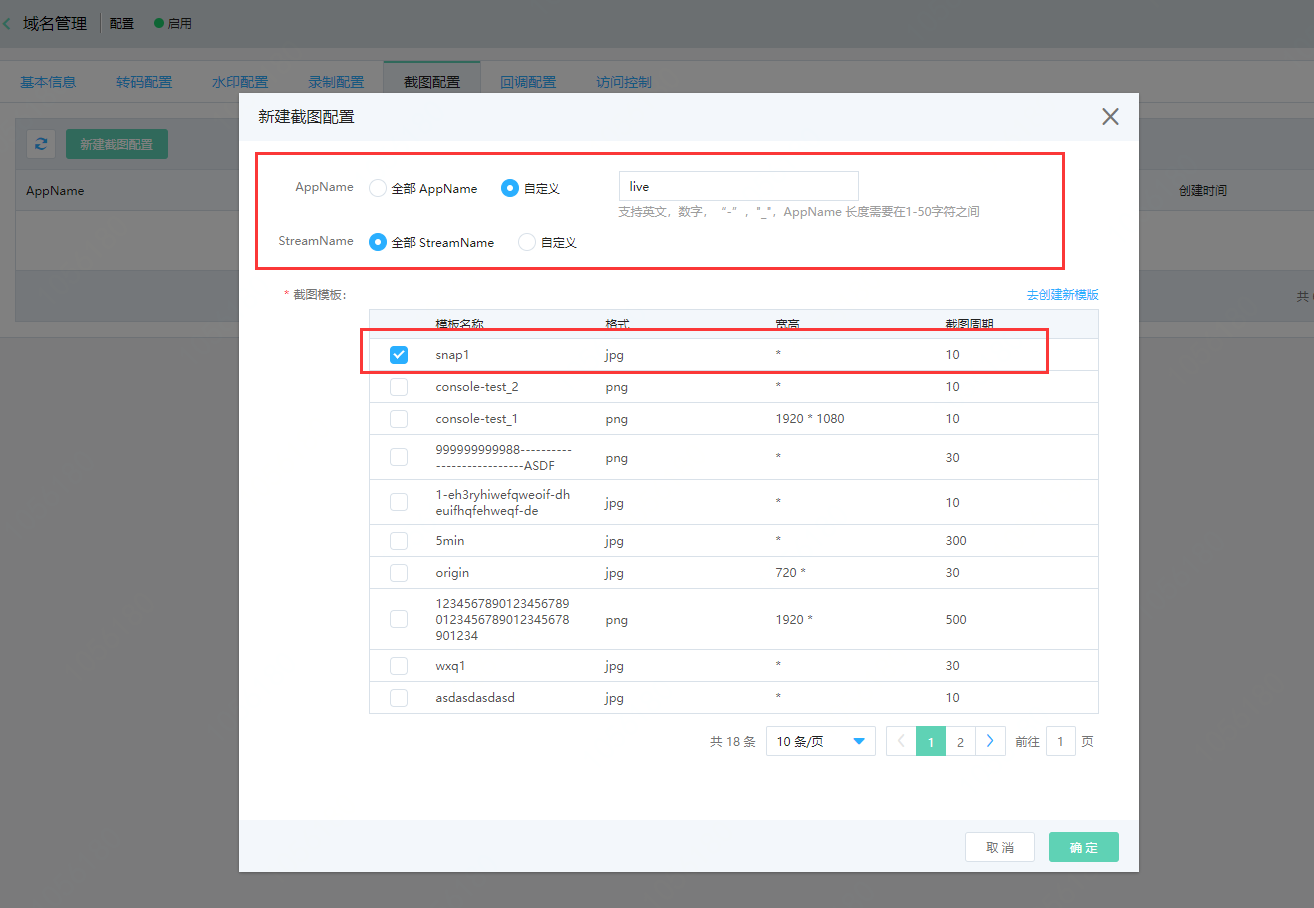 域名管理 配置 启用
基本信息 转码配置 水印配置 录制配置 截图配置 回调配置 访问控制
新建截图配置
AppName 创建时间
共
新建截图配置
AppName 全部 AppName 自定义 live
支持英文，数字， “-” ，"_"，AppName 长度需要在1-50字符之间
StreamName 全部 StreamName 自定义
* 截图模板： 去创建新模版
模板名称 格式 宽高 截图周期
snap1 jpg * 10
console-test_2 png * 10
console-test_1 png 1920 * 1080 10
999999999988----------
-------------------------ASDF png * 30
1-eh3ryhiwefqweoif-dh
euifhqfehweqf-de jpg * 10
5min jpg * 300
origin jpg 720 * 30
1234567890123456789
0123456789012345678
901234 png 1920 * 500
wxq1 jpg * 30
asdasdasdasd jpg * 10
共 18 条 10 条/页 1 2 前往 1 页
取 消 确 定